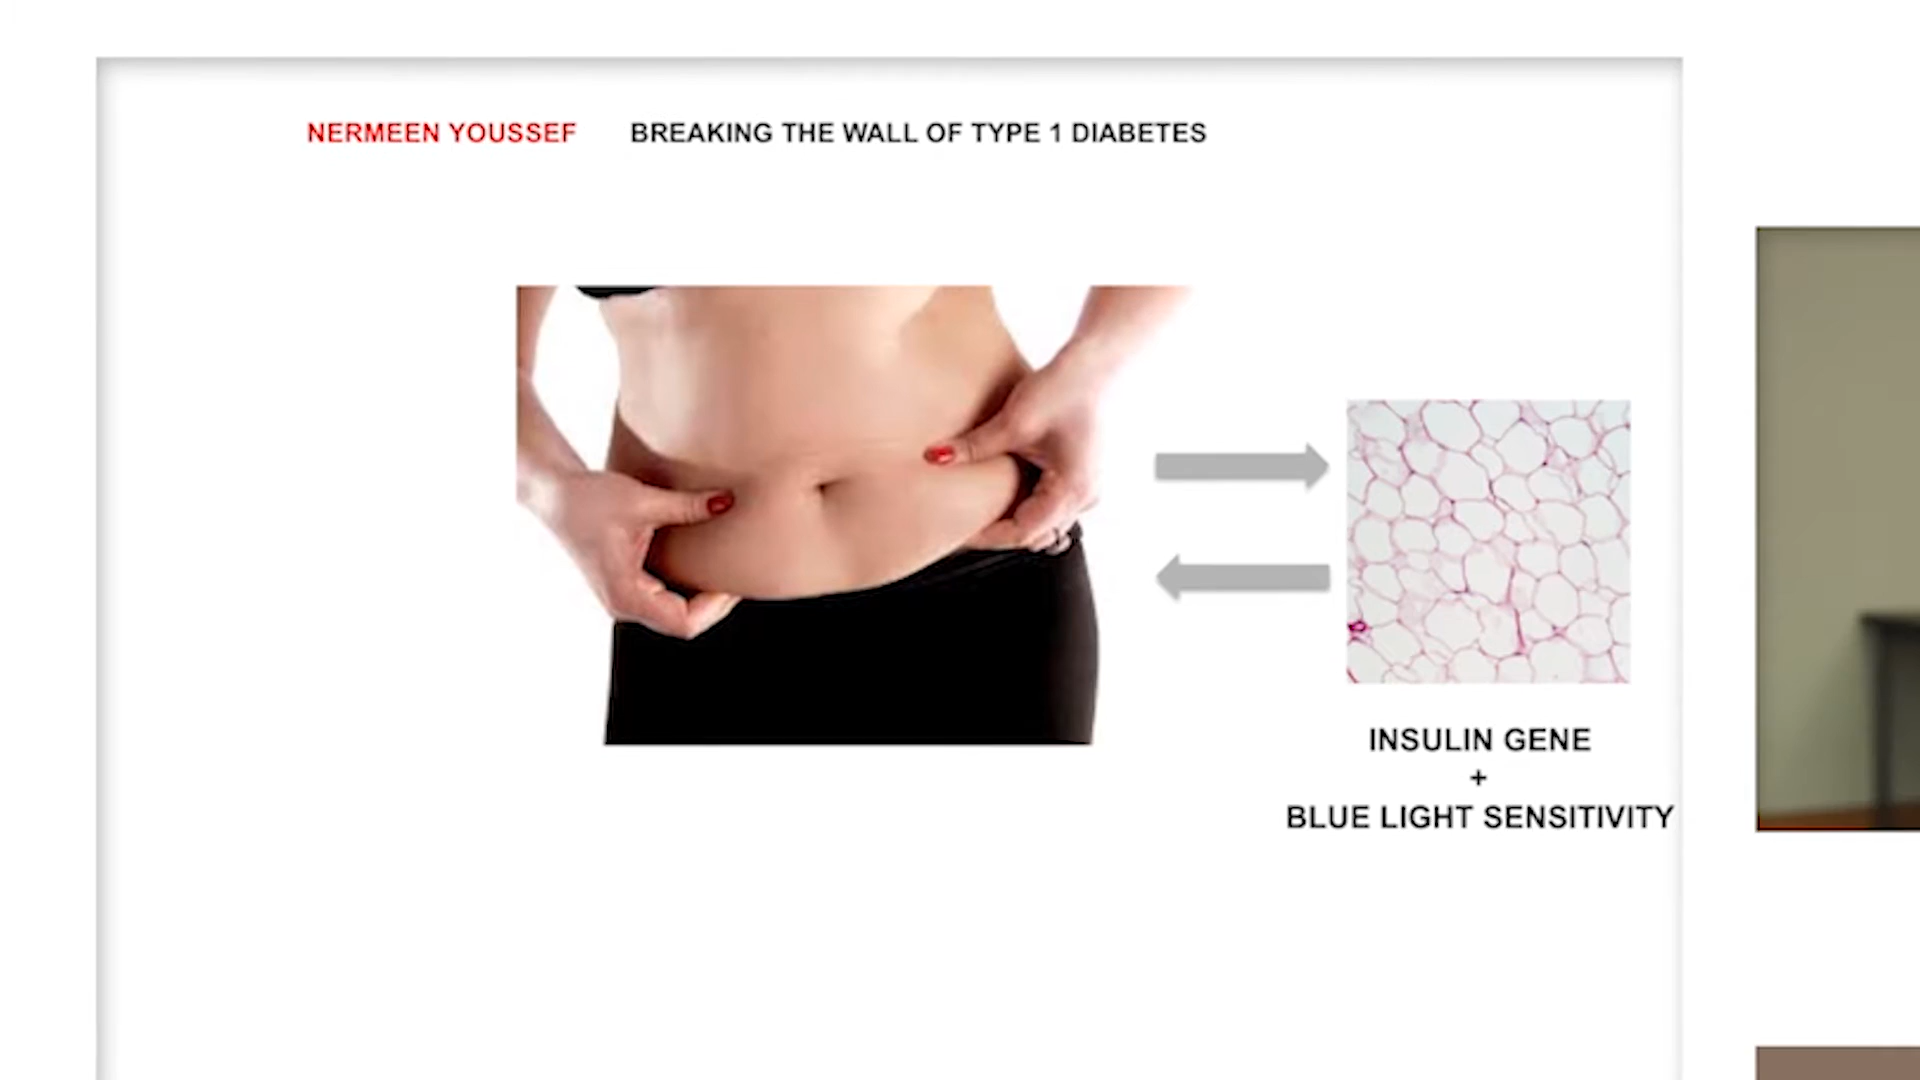 NERMEEN YOUSSEF BREAKING THE WALL OF TYPE 1 DIABETES
INSULIN GENE
+
BLUE LIGHT SENSITIVITY